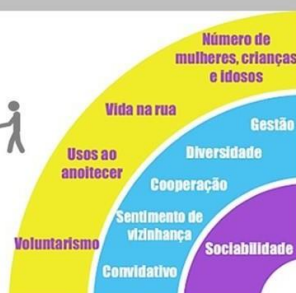 Número de
mulheres, crianças
e idosos
Vida na rua
Usos ao
anoitecer
Voluntarismo
Gestão
Diversidade
Cooperação
Sentimento de
vizinhança
Convidativo
Sociabilidade